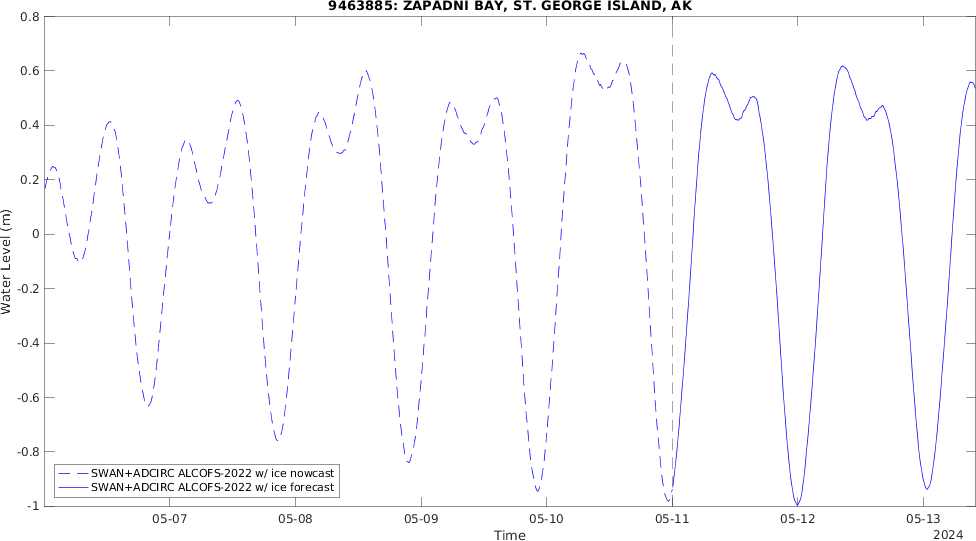 9463885: ZAPADNI BAY, ST. GEORGE ISLAND, AK
0.8
0.6
0.4
0.2
0
-0.2
-0.4
-0.6
-0.8
-1
Water Level (m)
SWAN+ADCIRC ALCOFS-2022 w/ ice nowcast
SWAN+ADCIRC ALCOFS-2022 w/ ice forecast
05-07 05-08 05-09 05-10 05-11 05-12 05-13
Time
2024